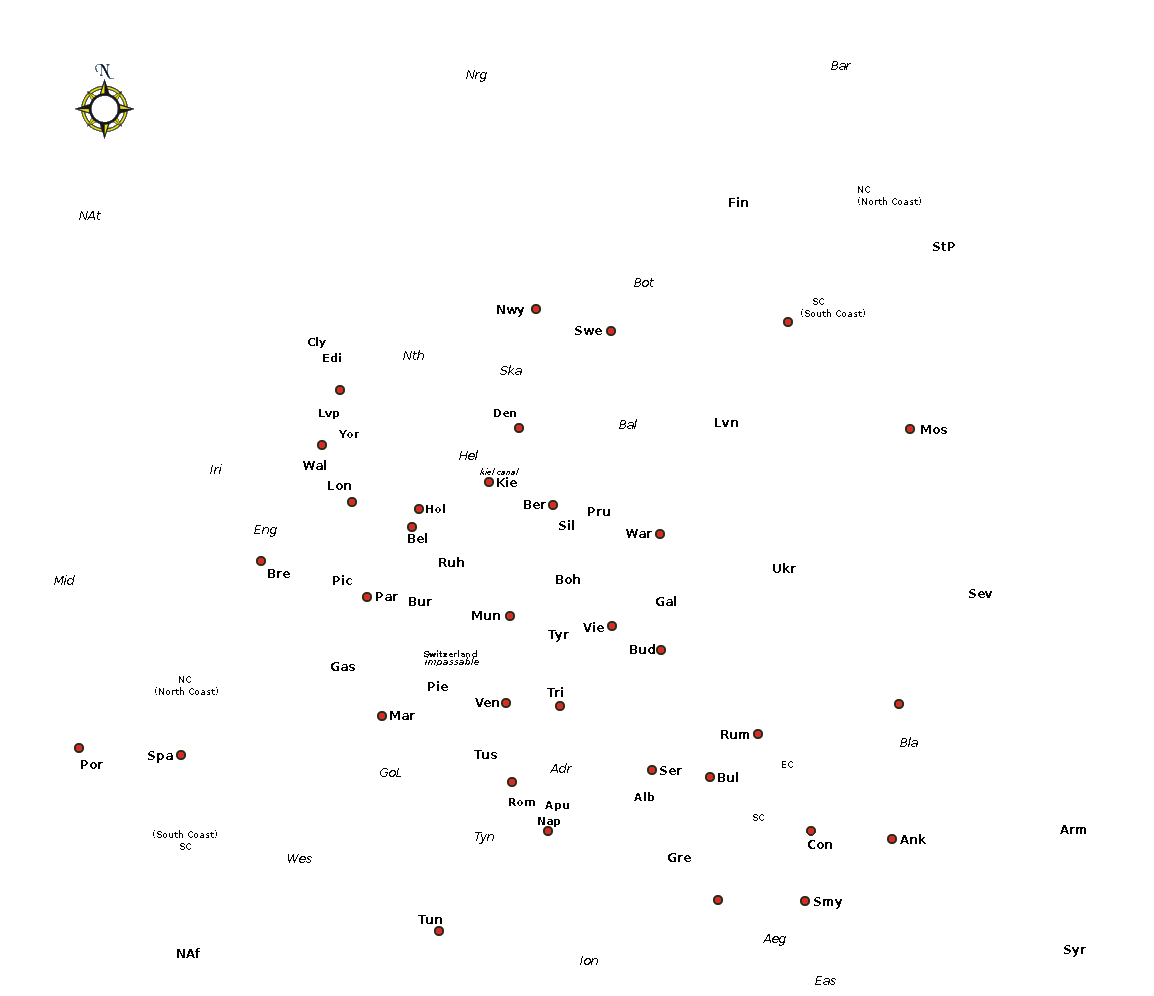 N
Nrg
Bar
NC
(North Coast)
Fin
NAt
StP
Bot
SC
(South Coast)
Nwy
Swe
Cly
Edi
Nth
Ska
Lvp
Den
Bal
Lvn
Mos
Yor
Hel
Wal
Iri
kiel canal
Kie
Lon
Ber
Hol
Pru
Sil
Eng
War
Bel
Ruh
Ukr
Bre
Mid
Pic
Boh
Sev
Par
Bur
Gal
Mun
Vie
Tyr
Bud
Switzerland
impassable
Gas
NC
(North Coast)
Pie
Tri
Ven
Mar
Rum
Bla
Spa
Por
Tus
EC
Adr
Ser
GoL
Bul
Alb
Rom
Apu
SC
Nap
Arm
(South Coast)
SC
Tyn
Ank
Con
Wes
Gre
Smy
Tun
Aeg
NAf
Syr
Ion
Eas